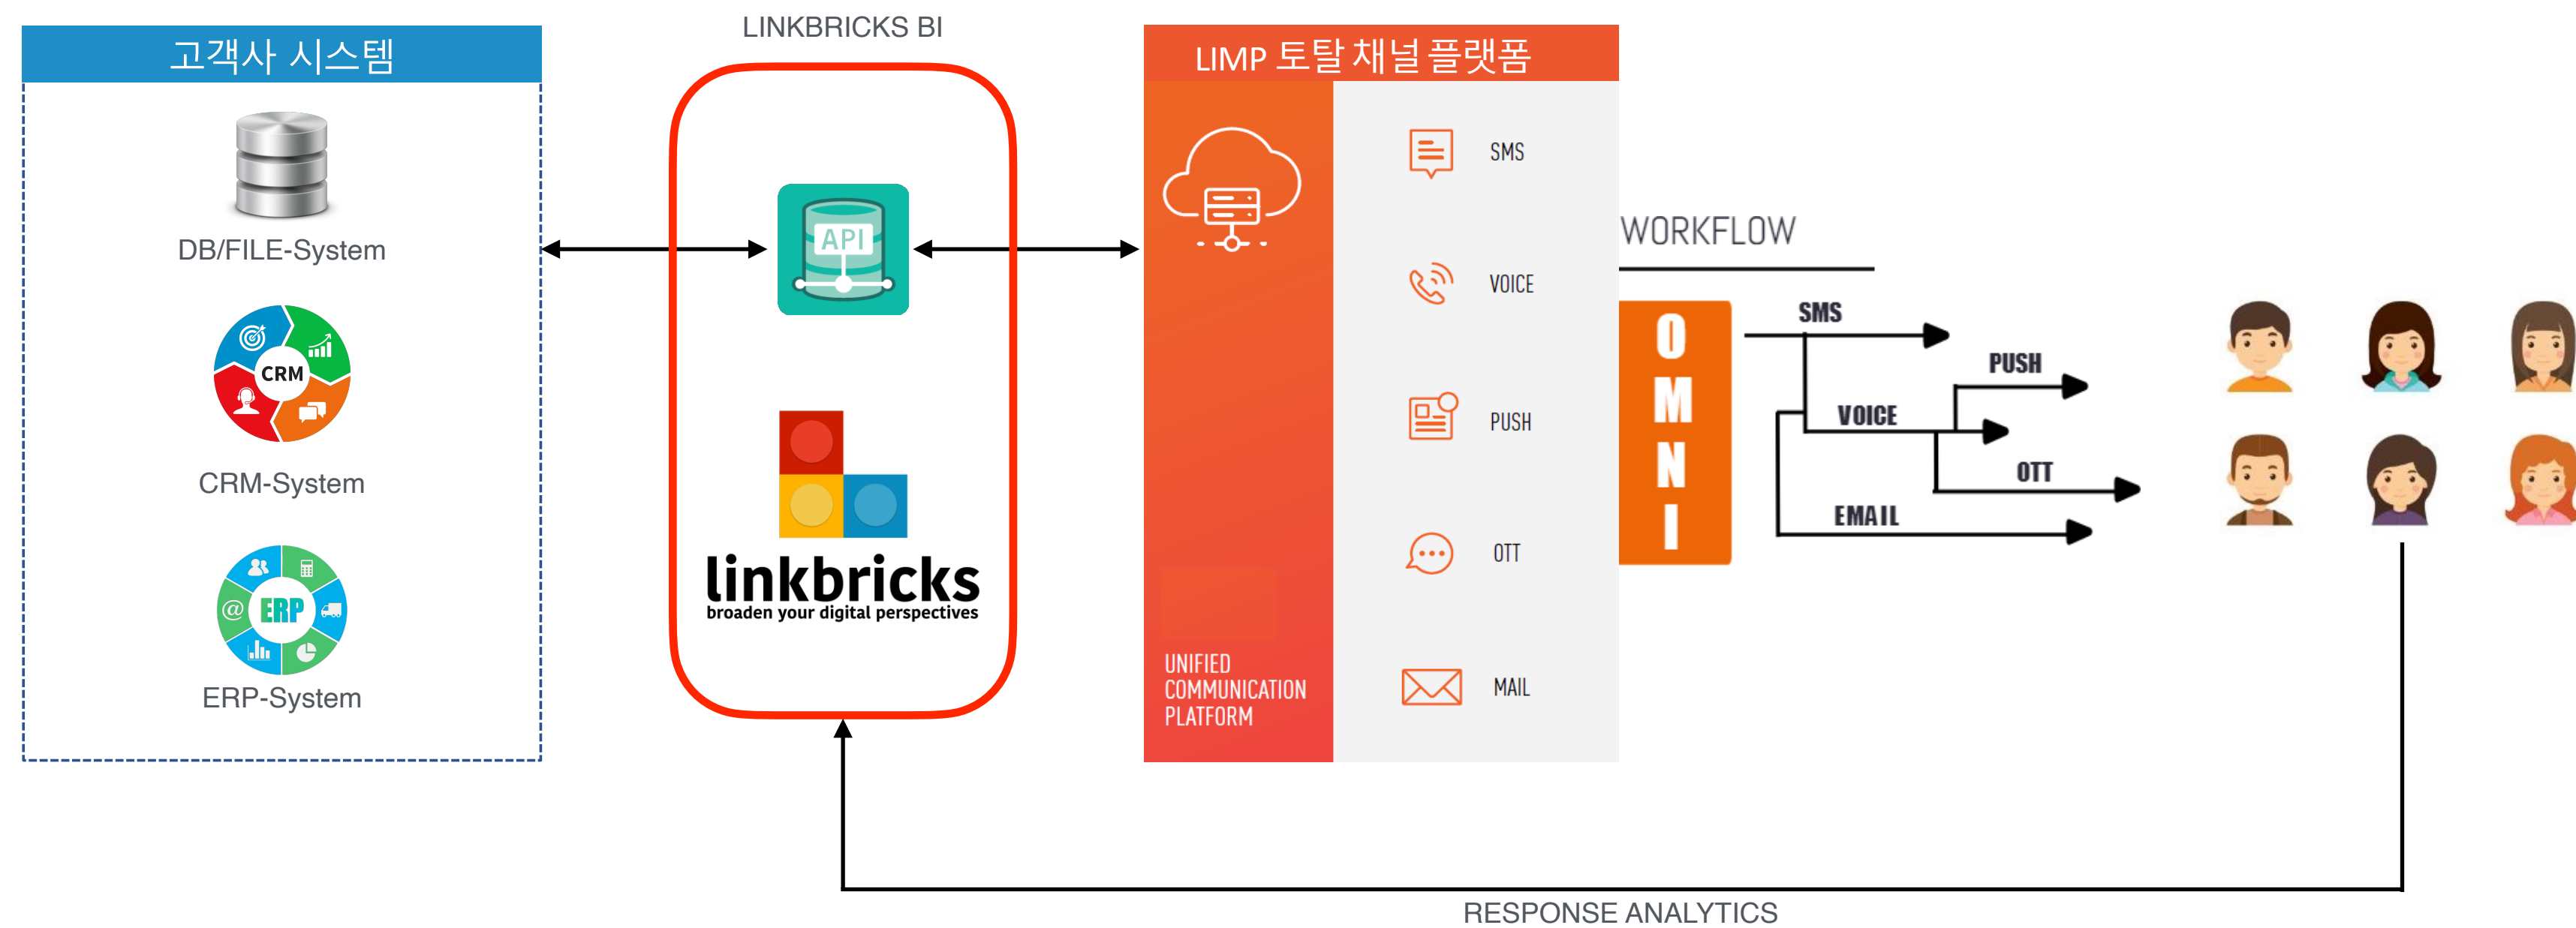 고객사 시스템
DB/FILE-System
CRM
CRM-System
@
ERP
ERP-System
LINKBRICKS BI
API
linkbricks
broaden your digital perspectives
LIMP 토탈 채널 플랫폼
UNIFIED
COMMUNICATION
PLATFORM
SMS
VOICE
PUSH
OTT
MAIL
WORKFLOW
OMNI
SMS
PUSH
VOICE
OTT
EMAIL
RESPONSE ANALYTICS